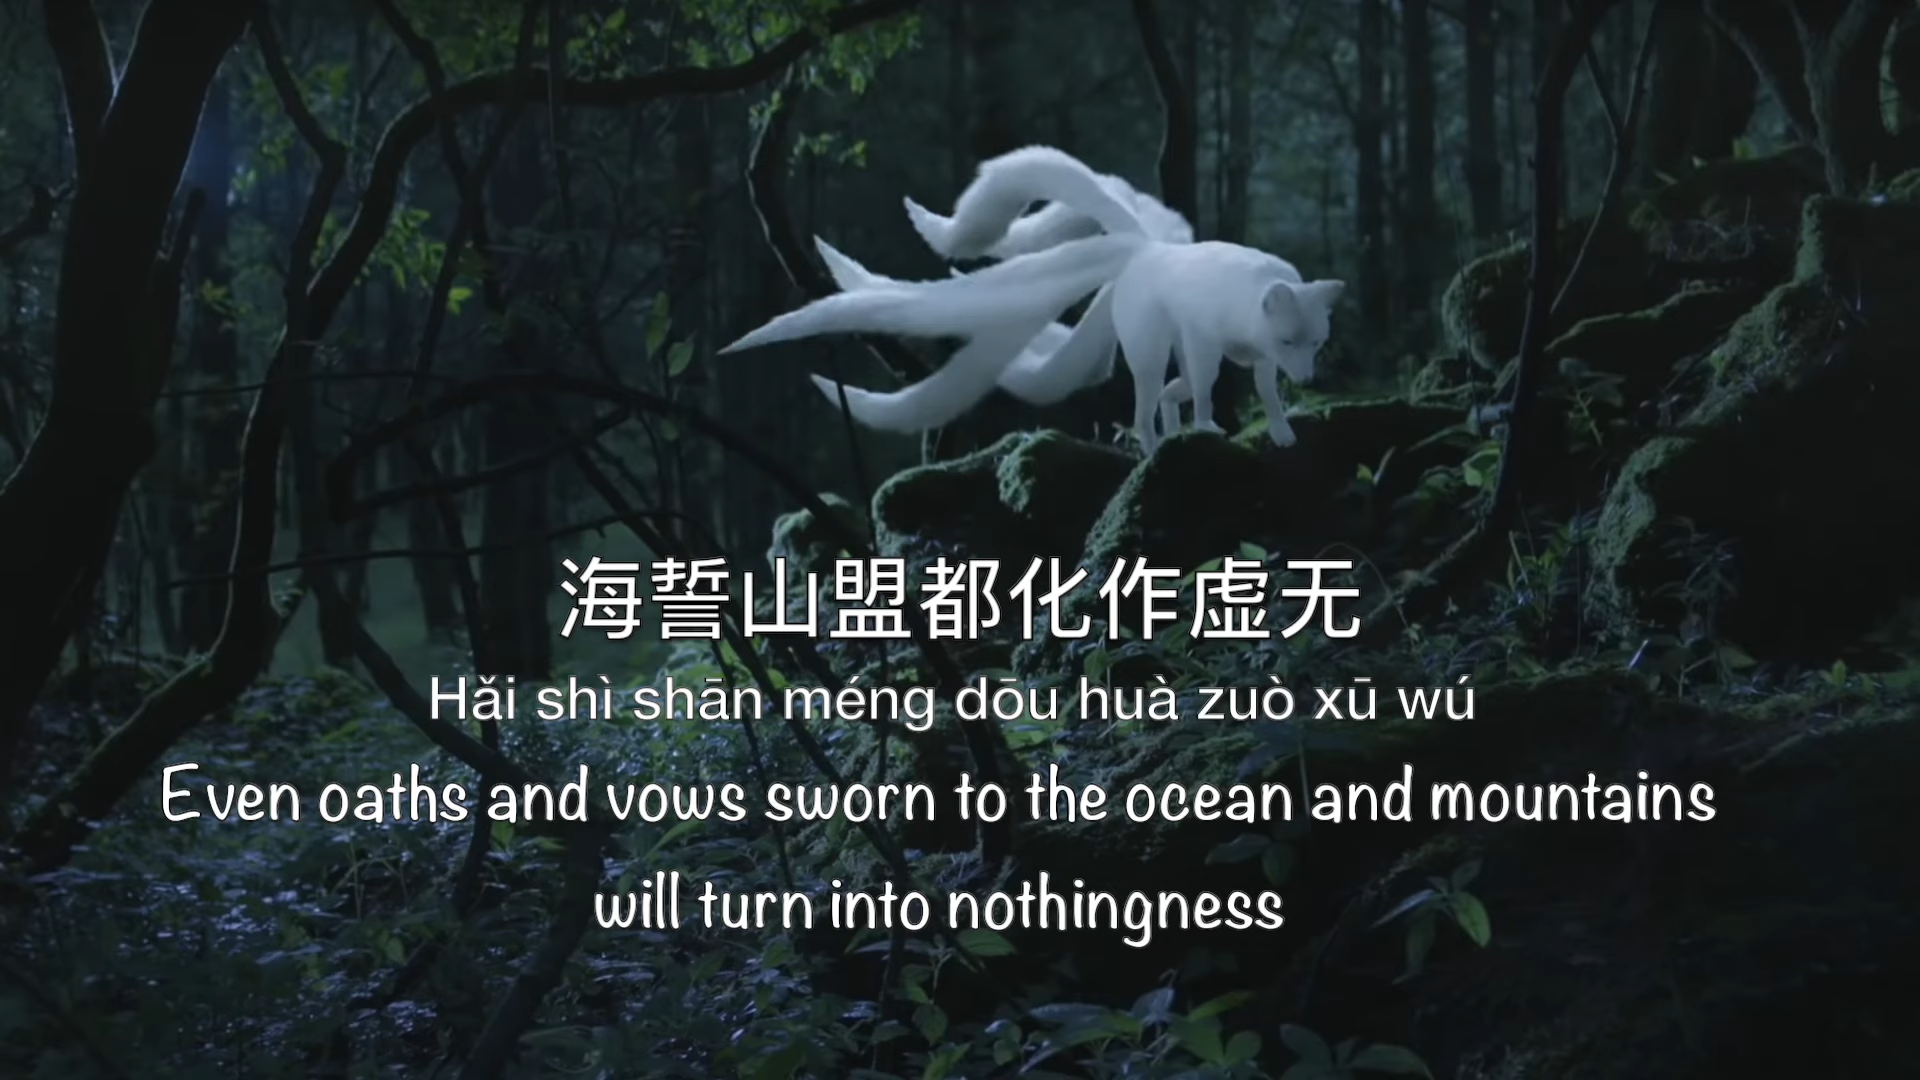 海誓山盟都化作虚无
Hǎi shì shān méng dōu huà zuò xū wú
Even oaths and vows sworn to the ocean and mountains
will turn into nothingness